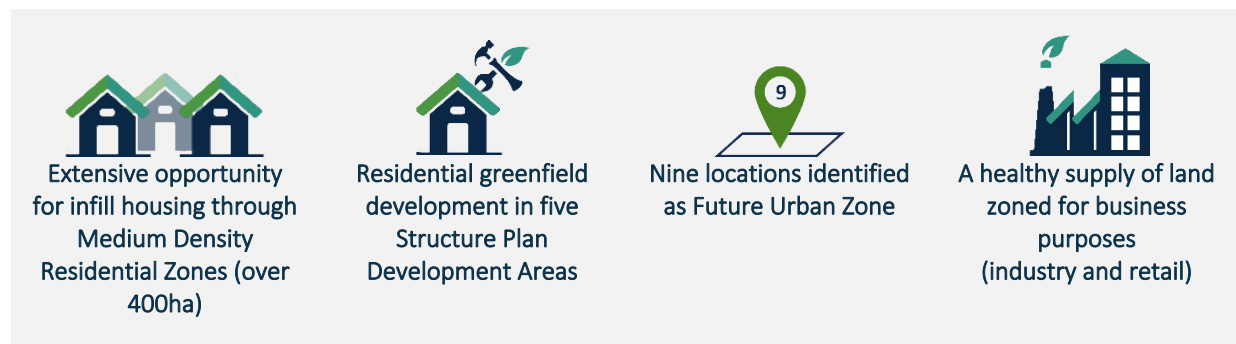 Extensive opportunity
for infill housing through
Medium Density
Residential Zones (over
400ha)
Residential greenfield
development in five
Structure Plan
Development Areas
9
Nine locations identified
as Future Urban Zone
A healthy supply of land
zoned for business
purposes
(industry and retail)